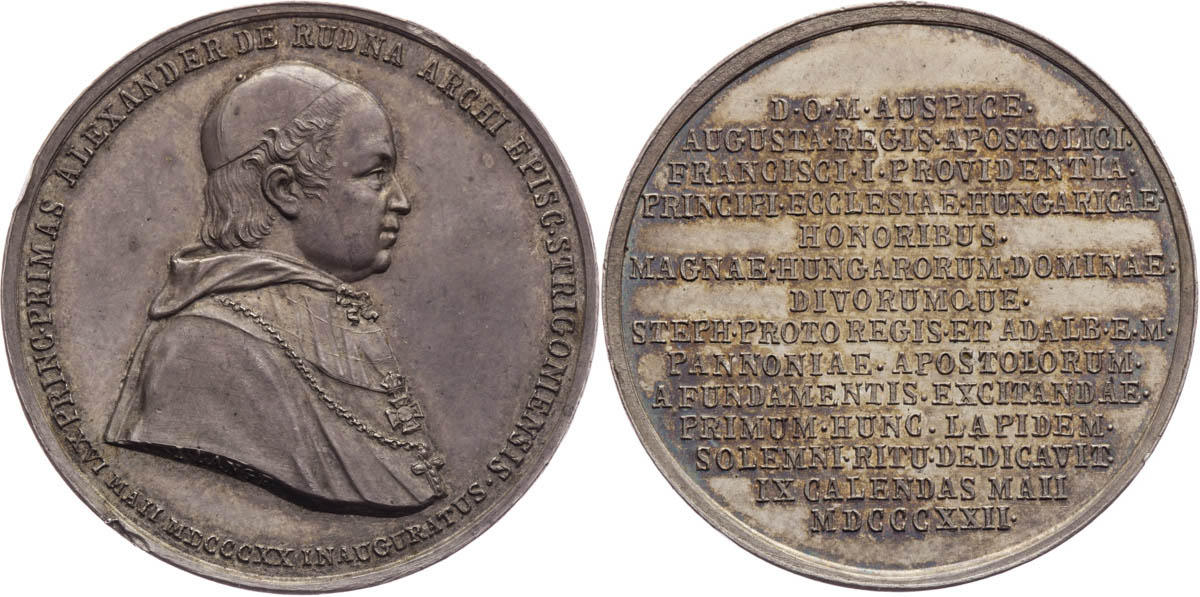 PRINC·PRIMAS ALEXANDER DE RUDNA ARCHI EPISC·STRIGONIENSIS·
MAII MDCCCXX INAUGURATUS·
D·O·M·AUSPICE·
AUGUSTA·REGIS·APOSTOLICI·
FRANCISCI·I·PROVIDENTIA·
PRINCIPI·ECCLESIAE·HUNGARICAE·
HONORIBUS·
MAGNAE·HUNGARORUM·DOMINAE·
DIVORUMQUE·
STEPH·PROTO REGIS·ET ADALB·E·M·
PANNONIAE·APOSTOLORUM·
A FUNDAMENTIS·EXCITANDAE·
PRIMUM·HUNC·LAPIDEM·
SOLEMNI·RITU·DEDICAVIT·
IX CALENDAS MAII
MDCCCXXII·